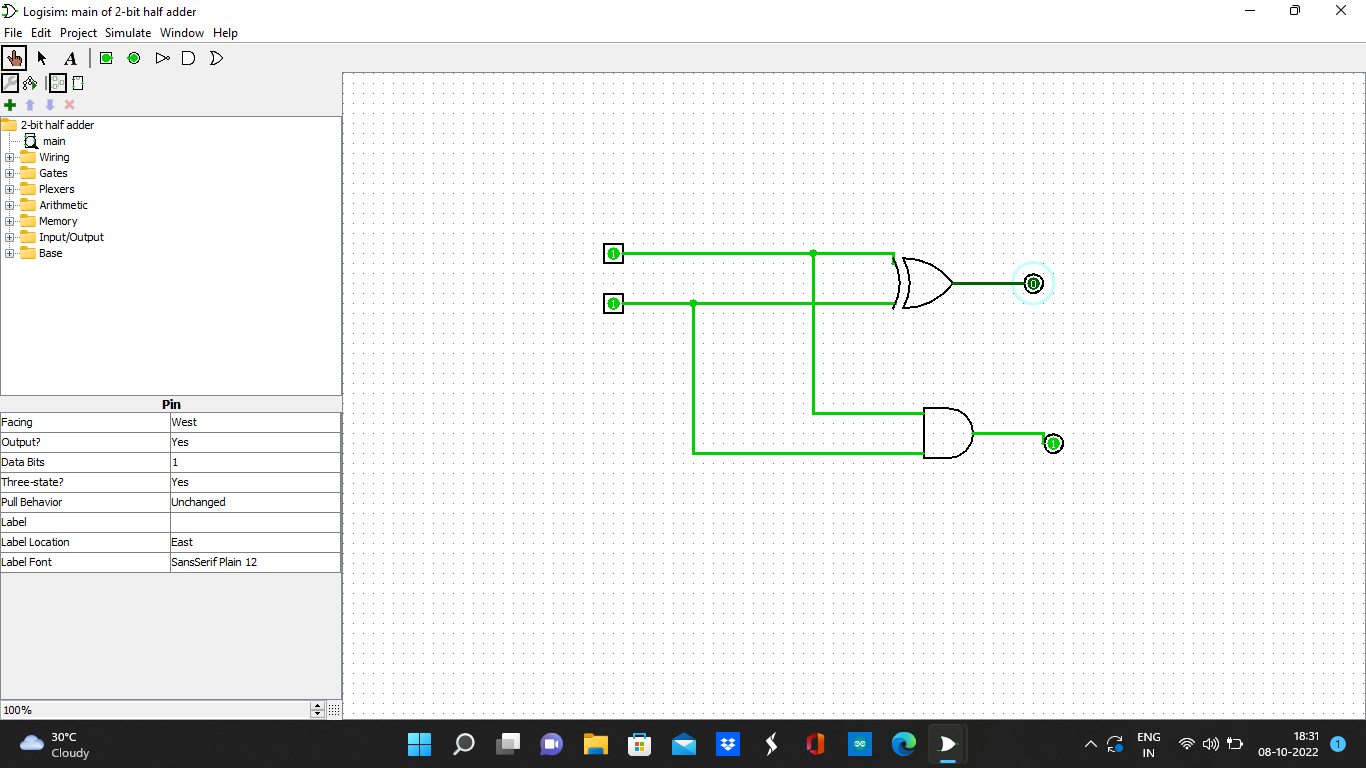 Logisim: main of 2-bit half adder
File Edit Project Simulate Window Help
A
2-bit half adder
main
Wiring
Gates
Plexers
Arithmetic
Memory
Input/Output
Base
1
1
0
1
Pin
Facing West
Output? Yes
Data Bits 1
Three-state? Yes
Pull Behavior Unchanged
Label
Label Location East
Label Font SansSerif Plain 12
100%
30°C
Cloudy
ENG
IN
18:31
08-10-2022
1